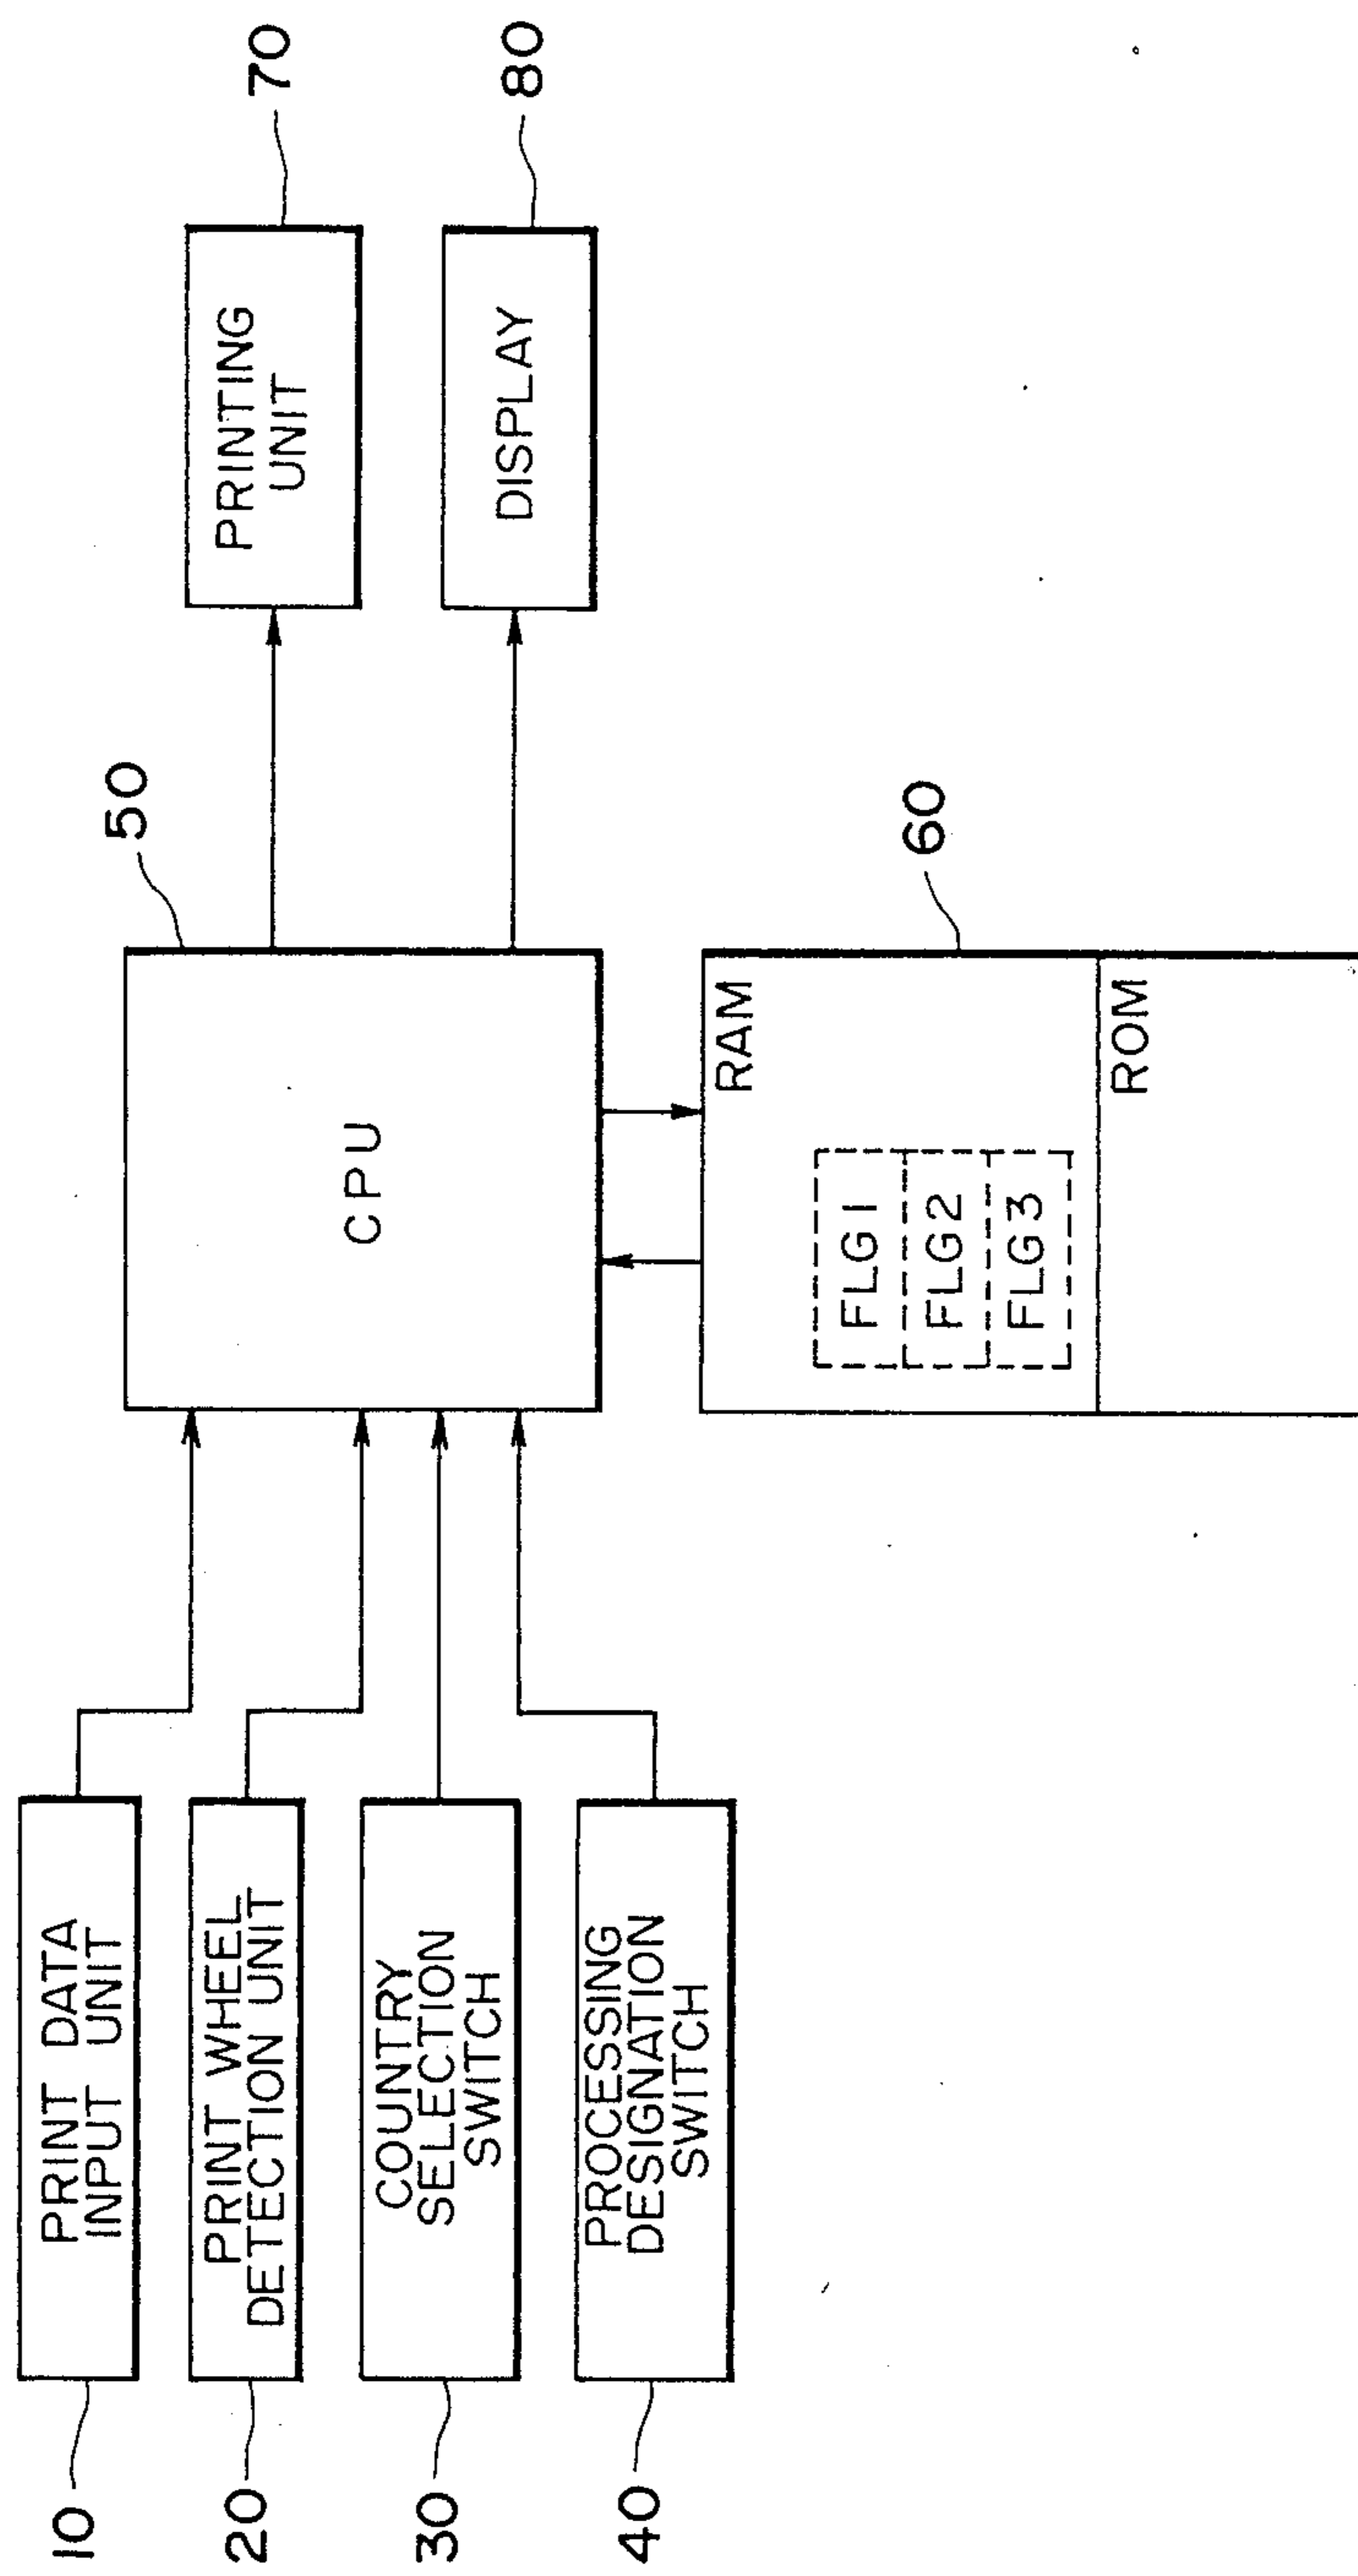 10
PRINT DATA
INPUT UNIT
20
PRINT WHEEL
DETECTION UNIT
30
COUNTRY
SELECTION
SWITCH
40
PROCESSING
DESIGNATION
SWITCH
50
CPU
60
RAM
FLG1
FLG2
FLG3
ROM
70
PRINTING
UNIT
80
DISPLAY